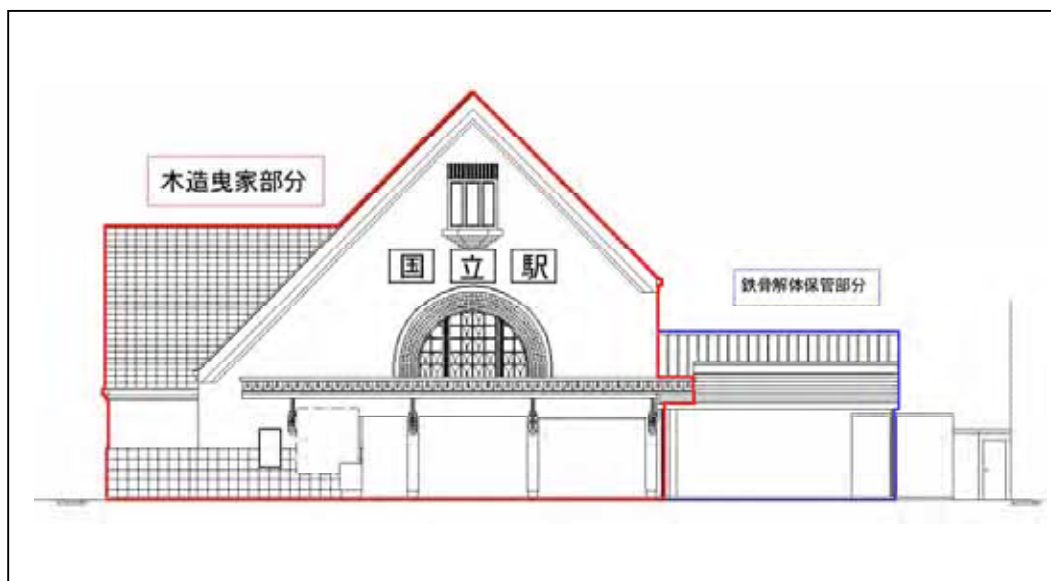 木造曳家部分
国立駅
鉄骨解体保管部分